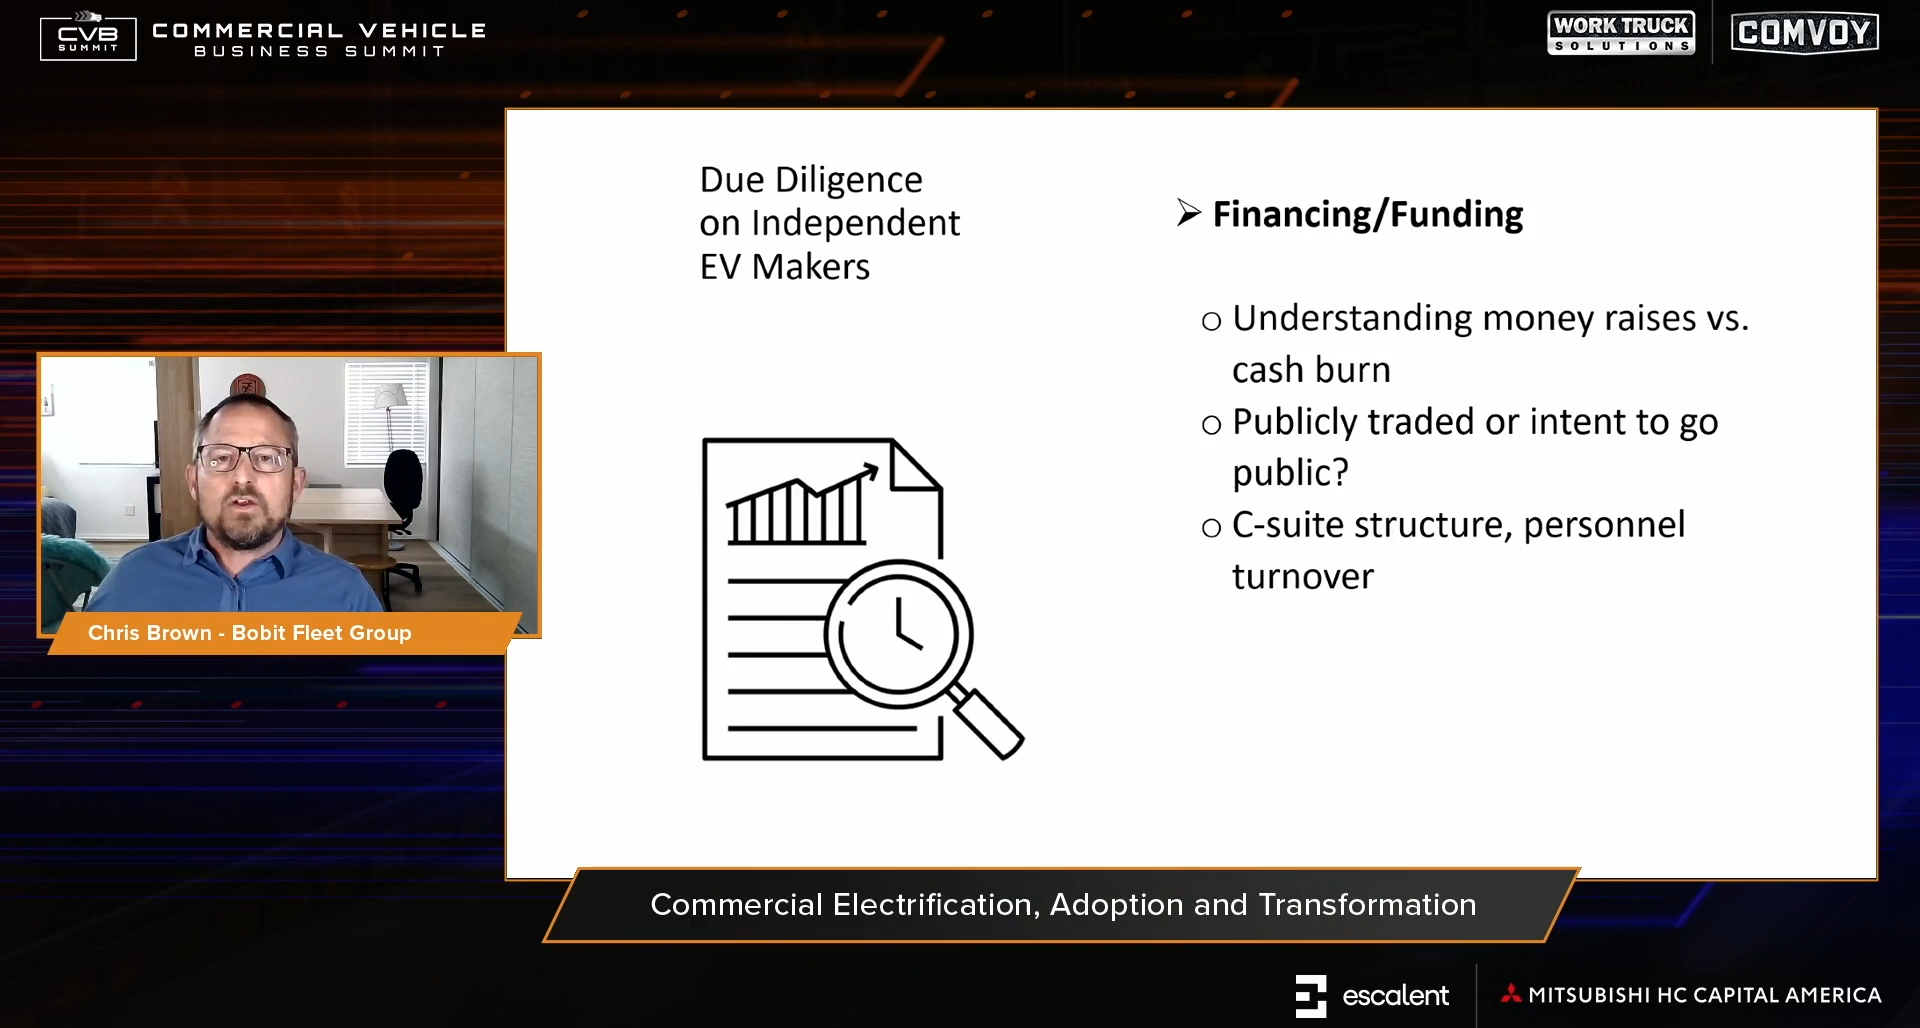 CVB
SUMMIT
COMMERCIAL VEHICLE
BUSINESS SUMMIT
WORK TRUCK
SOLUTIONS
COMVOY
Due Diligence
on Independent
EV Makers
➢ Financing/Funding
o Understanding money raises vs.
cash burn
o Publicly traded or intent to go
public?
o C-suite structure, personnel
turnover
Chris Brown - Bobit Fleet Group
Commercial Electrification, Adoption and Transformation
escalent
MITSUBISHI HC CAPITAL AMERICA